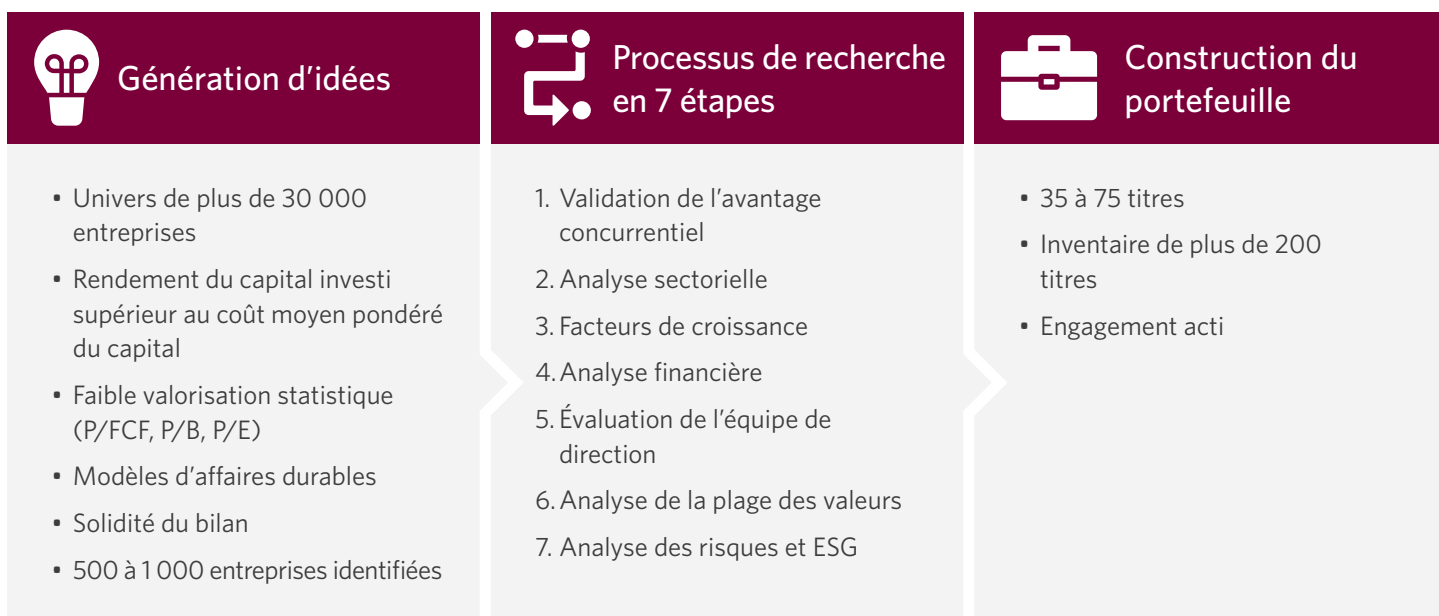 Génération d'idées
• Univers de plus de 30 000
entreprises
• Rendement du capital investi
supérieur au coût moyen pondéré
du capital
• Faible valorisation statistique
(P/FCF, P/B, P/E)
• Modèles d'affaires durables
• Solidité du bilan
• 500 à 1 000 entreprises identifiées
Processus de recherche
en 7 étapes
1. Validation de l'avantage
concurrentiel
2. Analyse sectorielle
3. Facteurs de croissance
4. Analyse financière
5. Évaluation de l'équipe de
direction
6. Analyse de la plage des valeurs
7. Analyse des risques et ESG
Construction du
portefeuille
• 35 à 75 titres
• Inventaire de plus de 200
titres
• Engagement acti